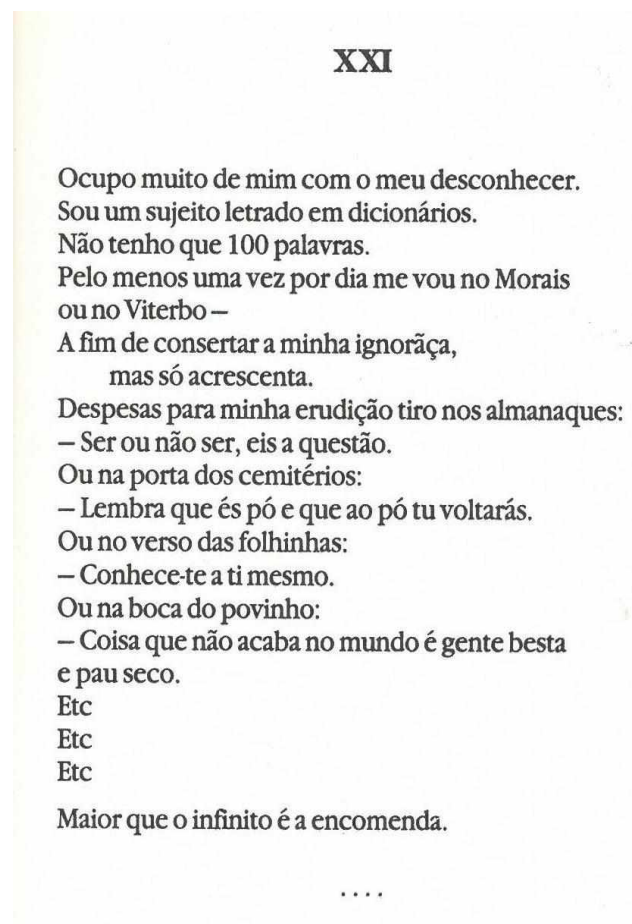 XXI
Ocupo muito de mim com o meu desconhecer.
Sou um sujeito letrado em dicionários.
Não tenho que 100 palavras.
Pelo menos uma vez por dia me vou no Morais
ou no Viterbo –
A fim de consertar a minha ignorãça,
mas só acrescenta.
Despesas para minha erudição tiro nos almanaques:
– Ser ou não ser, eis a questão.
Ou na porta dos cemitérios:
– Lembra que és pó e que ao pó tu voltarás.
Ou no verso das folhinhas:
– Conhece-te a ti mesmo.
Ou na boca do povinho:
– Coisa que não acaba no mundo é gente besta
e pau seco.
Etc
Etc
Etc
Maior que o infinito é a encomenda.
....